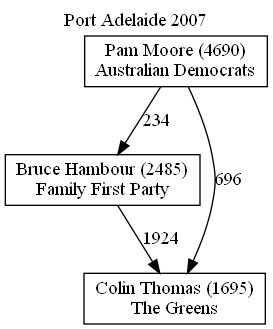 Port Adelaide 2007
Pam Moore (4690)
Australian Democrats
234
Bruce Hambour (2485)
Family First Party
696
1924
Colin Thomas (1695)
The Greens